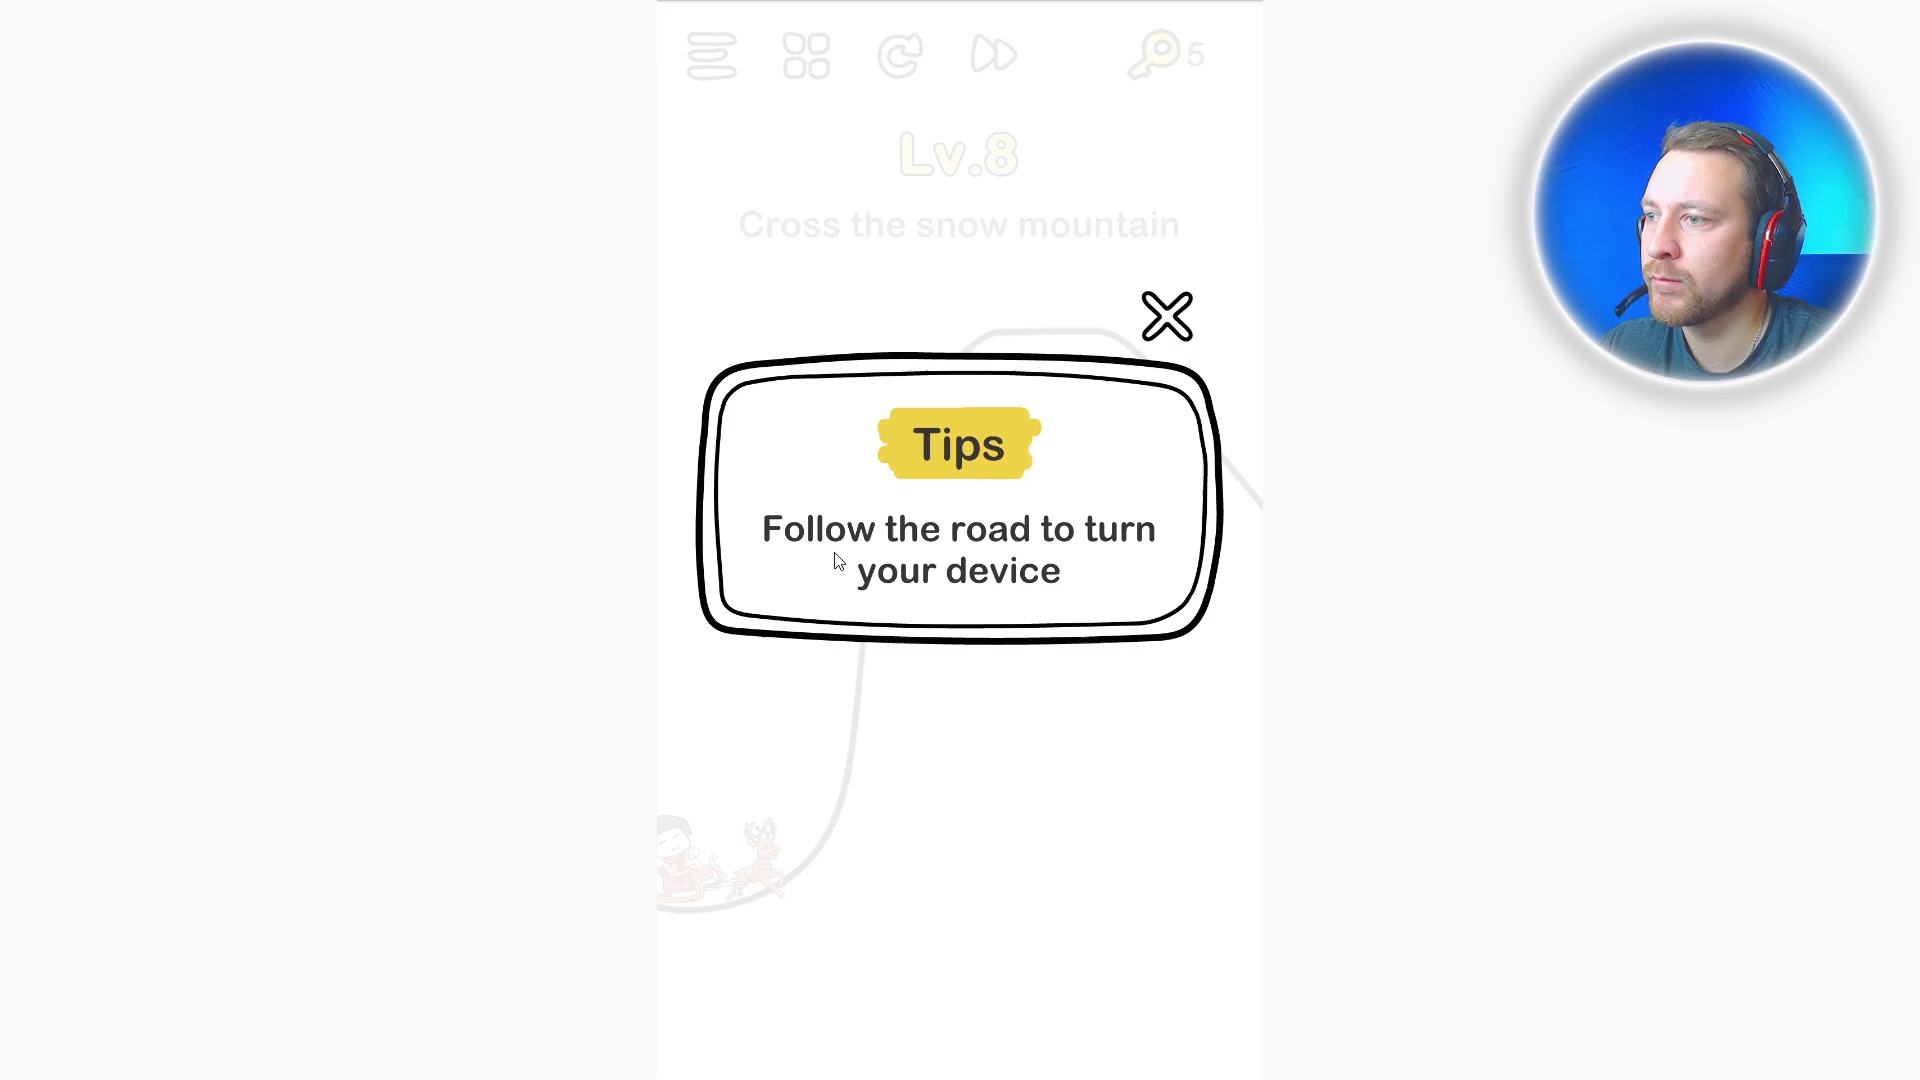 5
Lv.8
Cross the snow mountain
Tips
Follow the road to turn
your device